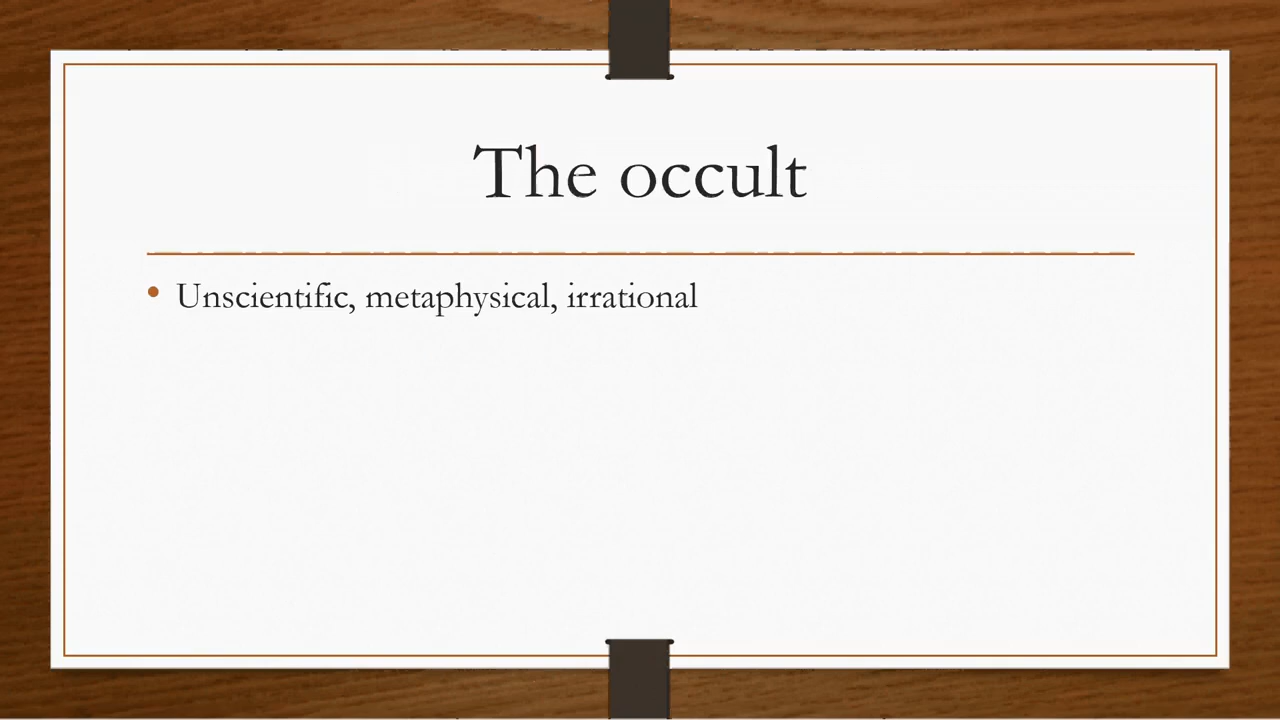 The occult
• Unscientific, metaphysical, irrational